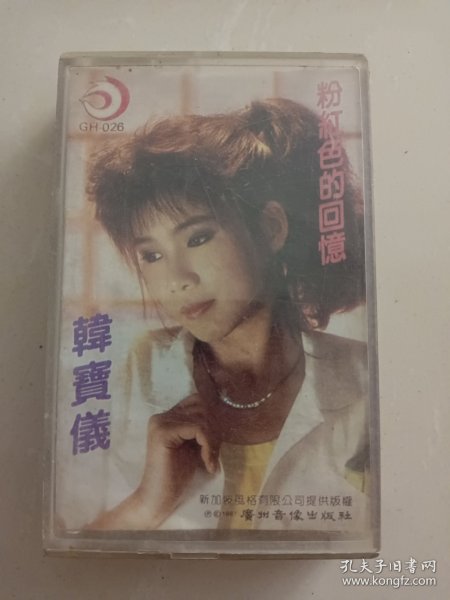 GH-026
粉紅色的回憶
韓寶儀
新加坡風格有限公司提供版權
℗©1987 廣州音像出版社
孔夫子旧书网
www.kongfz.com